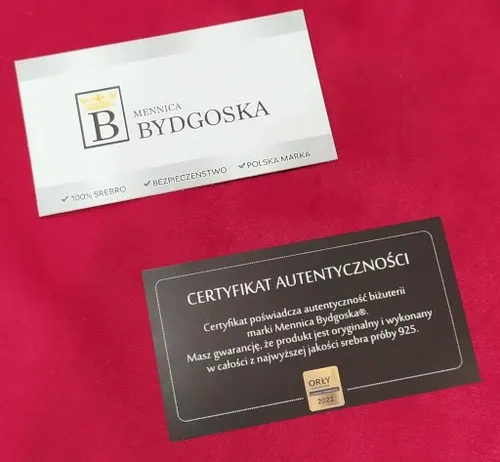 B
MENNICA
BYDGOSKA
100% SREBRO
BEZPIECZEŃSTWO
POLSKA MARKA
CERTYFIKAT AUTENTYCZNOŚCI
Certyfikat poświadcza autentyczność biżuterii
marki Mennica Bydgoska®.
Masz gwarancję, że produkt jest oryginalny i wykonany
w całości z najwyższej jakości srebra próby 925.
ORŁY
2022